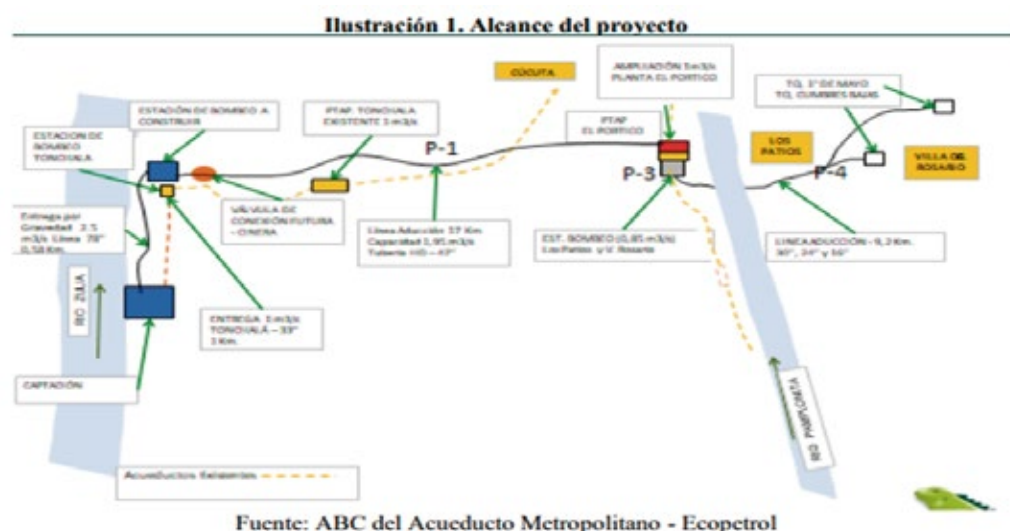 Ilustración 1. Alcance del proyecto
CÚCUTA
AMPLIACIÓN 1m3/s
PLANTA EL PORTICO
TQ. 1° DE MAYO
TQ. CUMBRES BAJAS
ESTACIÓN DE BOMBEO A
CONSTRUIR
PTAP. TONCHALA
EXISTENTE 1 m3/s
ESTACION DE
BOMBEO
TONCHALA
PTAP
EL PORTICO
P-1
LOS
PATIOS
P-3
P-4
VILLA DEL
ROSARIO
Entrega por
Gravedad 2.5
m3/s Línea 78"
0,58 Km.
VÁLVULA DE
CONEXIÓN FUTURA
- CINERA
Línea Aducción 17 Km
Capacidad 1,95 m3/s
Tubería HD – 42"
EST. BOMBEO (0,85 m3/s)
Los Patios y V. Rosario
LINEA ADUCCIÓN - 9,2 Km.
30", 24" y 16"
RIO ZULIA
ENTREGA 1 m3/s
TONCHALÁ – 33"
1 Km.
CAPTACIÓN
RIO PAMPLONITA
Acueductos Existentes
Fuente: ABC del Acueducto Metropolitano - Ecopetrol